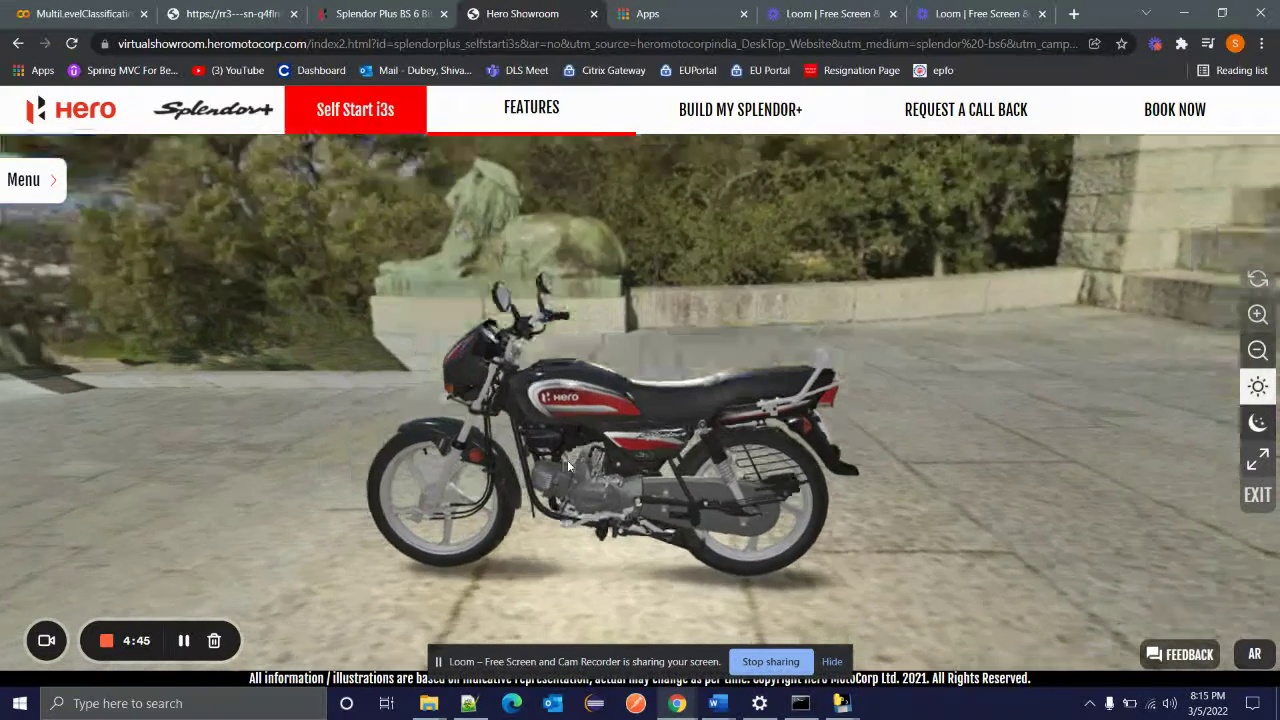 MultiLevelClassificatio
https://rr3---sn-q4flr
Splendor Plus BS 6 Bi
Hero Showroom
Apps
Loom | Free Screen &
Loom | Free Screen &
virtualshowroom.heromotocorp.com/index2.html?id=splendorplus_selfstarti3s&ar=no&utm_source=heromotocorpindia_DeskTop_Website&utm_medium=splendor%20-bs6&utm_camp...
S
Apps
Spring MVC For Be...
(3) YouTube
Dashboard
Mail - Dubey, Shiva...
DLS Meet
Citrix Gateway
EUPortal
EU Portal
Resignation Page
epfo
Reading list
Hero
Splendor+
Self Start i3s
FEATURES
BUILD MY SPLENDOR+
REQUEST A CALL BACK
BOOK NOW
Menu
Hero
EXIT
4:45
Loom – Free Screen and Cam Recorder is sharing your screen.
Stop sharing
Hide
FEEDBACK
AR
All information / illustrations are based on indicative representation, actual may change as per time. Copyright Hero MotoCorp Ltd. 2021. All Rights Reserved.
Type here to search
8:15 PM
3/5/2022